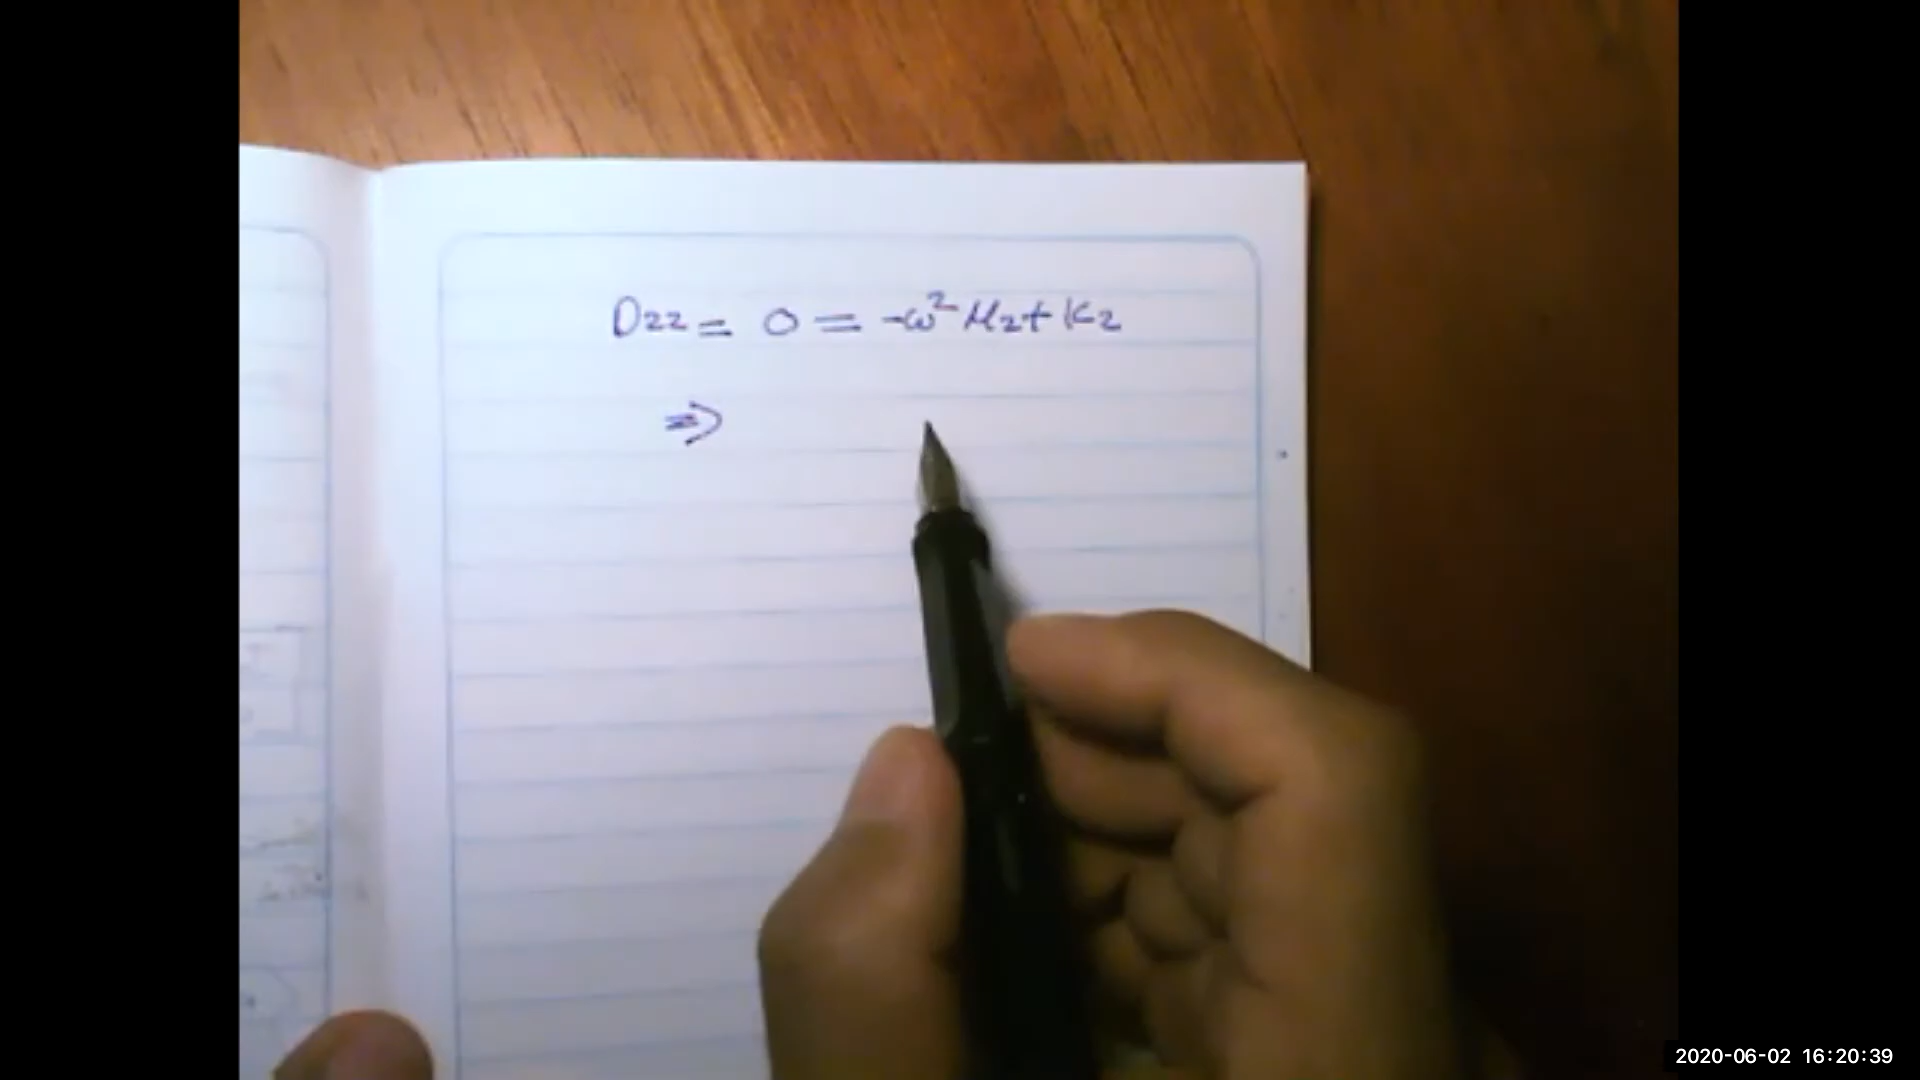 D22 = 0 = -ω² M2 + K2
⇒
2020-06-02 16:20:39